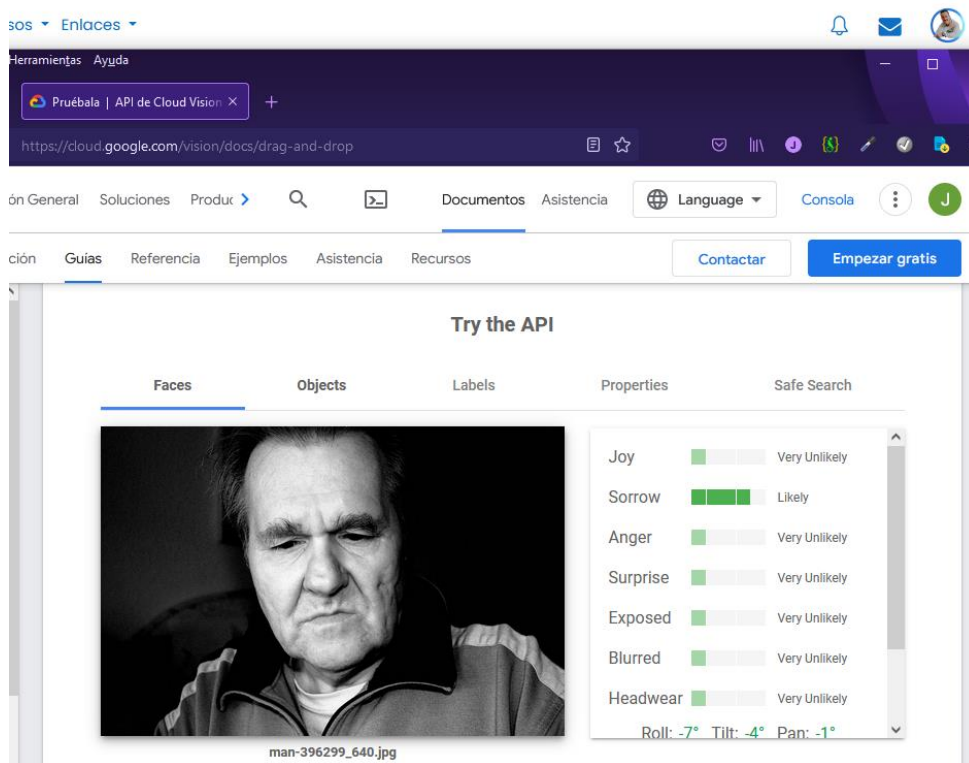 sos Enlaces
Herramientas Ayuda
Pruébala | API de Cloud Vision
https://cloud.google.com/vision/docs/drag-and-drop
ón General Soluciones Produc Documentos Asistencia Language Consola J
ción Guías Referencia Ejemplos Asistencia Recursos Contactar Empezar gratis
Try the API
Faces Objects Labels Properties Safe Search
Joy Very Unlikely
Sorrow Likely
Anger Very Unlikely
Surprise Very Unlikely
Exposed Very Unlikely
Blurred Very Unlikely
Headwear Very Unlikely
Roll: -7° Tilt: -4° Pan: -1°
man-396299_640.jpg